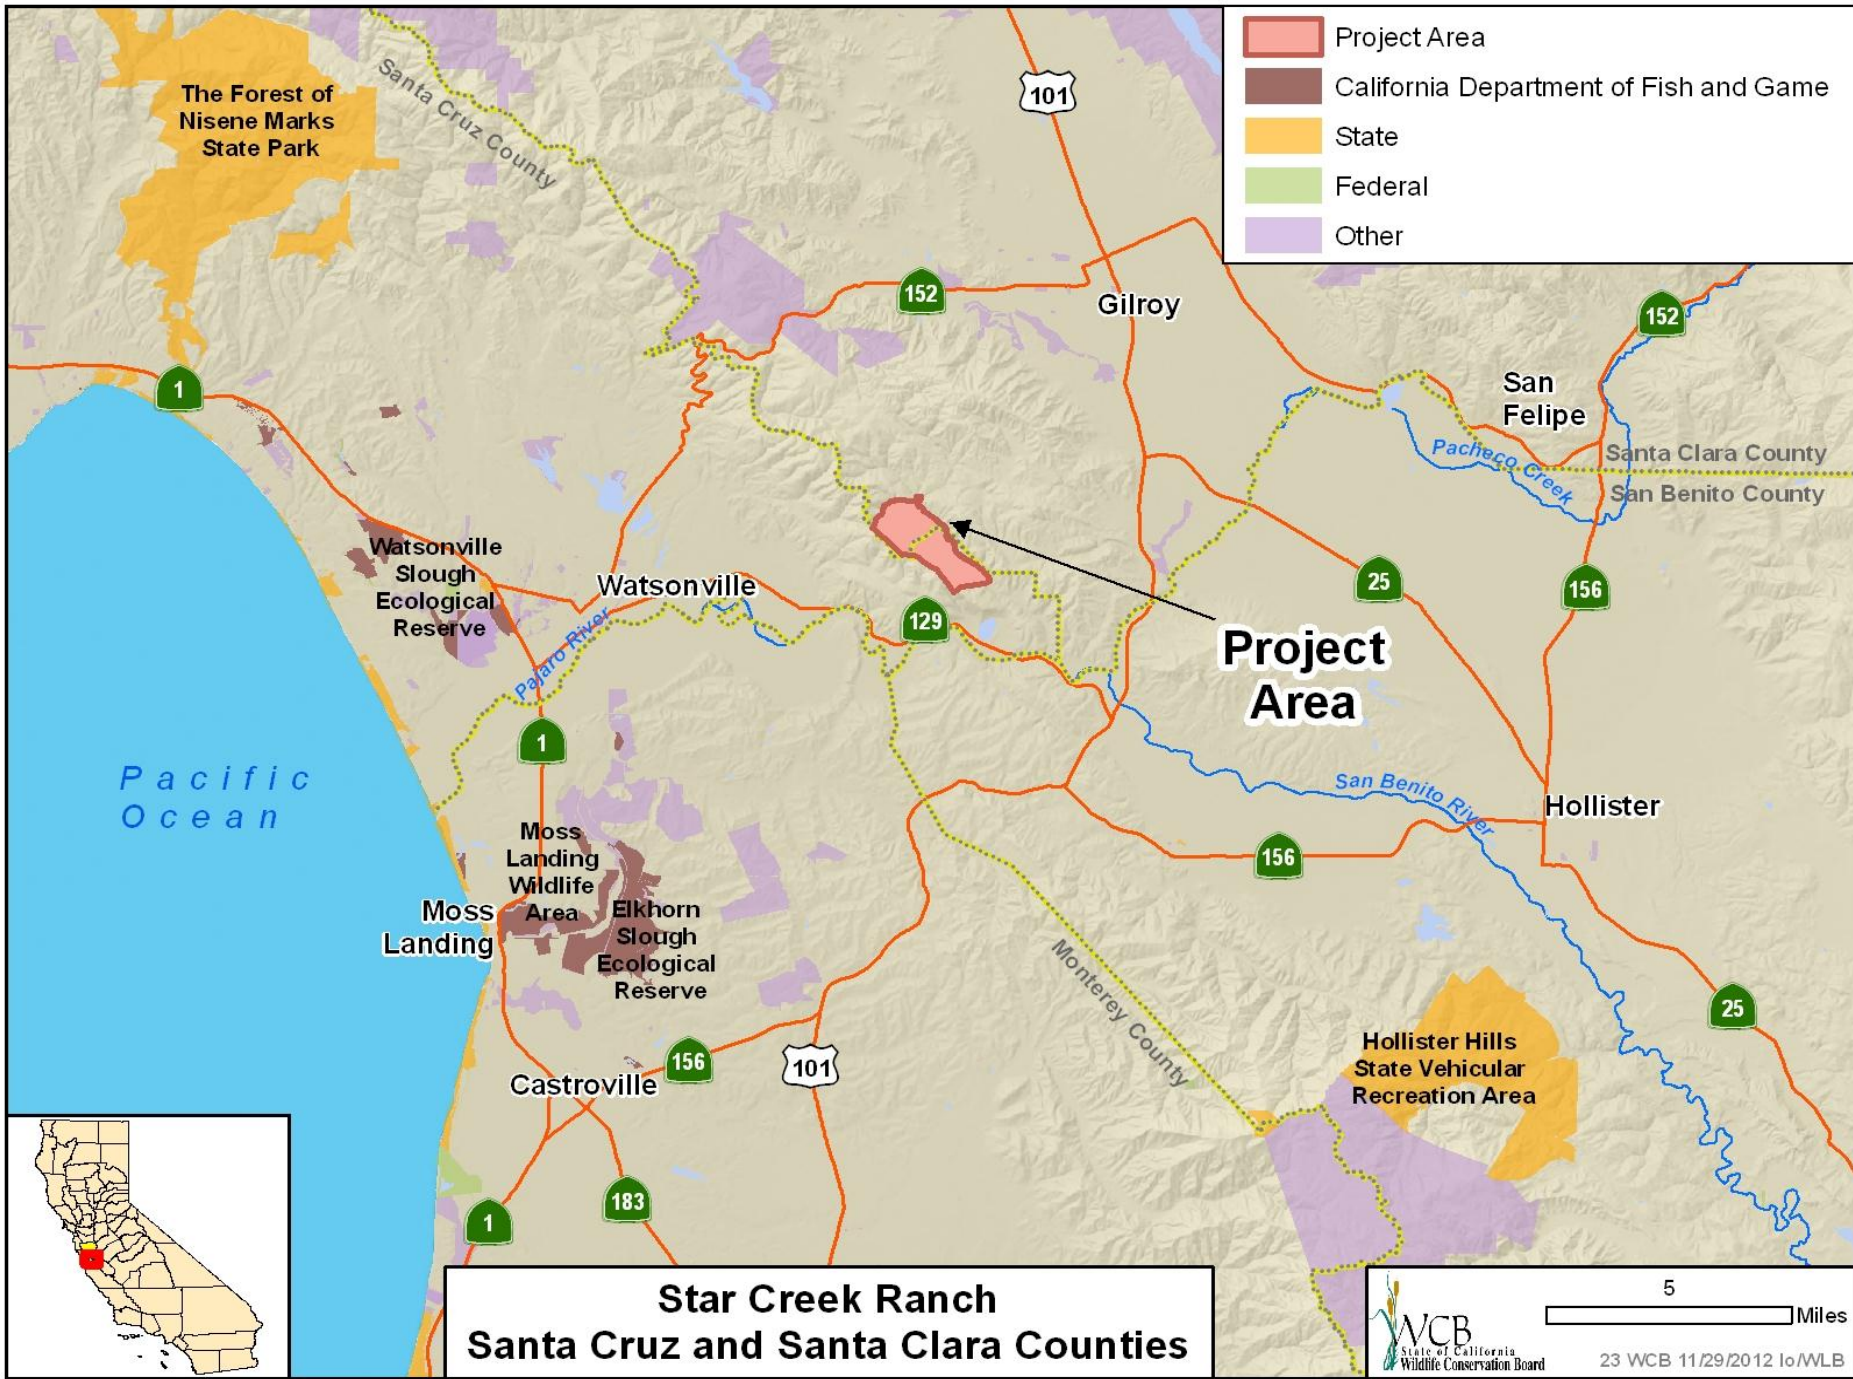 Project Area
California Department of Fish and Game
State
Federal
Other
The Forest of
Nisene Marks
State Park
Santa Cruz County
101
152
Gilroy
152
1
San
Felipe
Pacheco Creek
Santa Clara County
San Benito County
Watsonville
Slough
Ecological
Reserve
Watsonville
129
25
156
Pajaro River
Project
Area
1
Pacific
Ocean
San Benito River
Hollister
156
Moss
Landing
Wildlife
Area
Moss
Landing
Elkhorn
Slough
Ecological
Reserve
Monterey County
25
Hollister Hills
State Vehicular
Recreation Area
156
101
Castroville
183
1
Star Creek Ranch
Santa Cruz and Santa Clara Counties
5
Miles
WCB
State of California
Wildlife Conservation Board
23 WCB 11/29/2012 lo/WLB